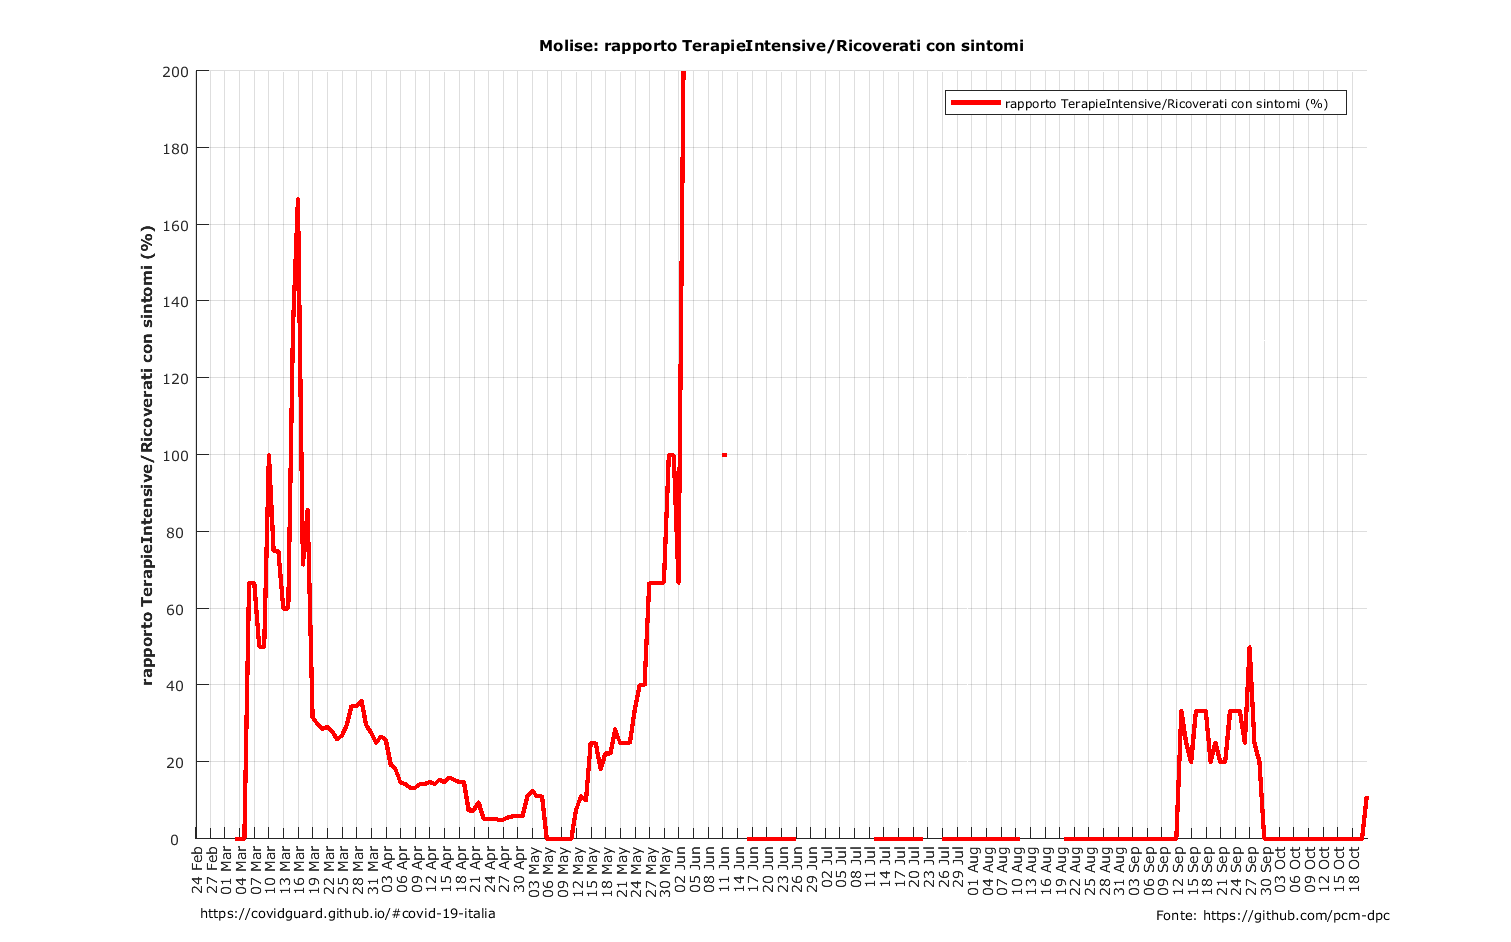 Molise: rapporto TerapieIntensive/Ricoverati con sintomi
rapporto TerapieIntensive/Ricoverati con sintomi (%)
rapporto TerapieIntensive/Ricoverati con sintomi (%)
200
180
160
140
120
100
80
60
40
20
0
24 Feb
27 Feb
01 Mar
04 Mar
07 Mar
10 Mar
13 Mar
16 Mar
19 Mar
22 Mar
25 Mar
28 Mar
31 Mar
03 Apr
06 Apr
09 Apr
12 Apr
15 Apr
18 Apr
21 Apr
24 Apr
27 Apr
30 Apr
03 May
06 May
09 May
12 May
15 May
18 May
21 May
24 May
27 May
30 May
02 Jun
05 Jun
08 Jun
11 Jun
14 Jun
17 Jun
20 Jun
23 Jun
26 Jun
29 Jun
02 Jul
05 Jul
08 Jul
11 Jul
14 Jul
17 Jul
20 Jul
23 Jul
26 Jul
29 Jul
01 Aug
04 Aug
07 Aug
10 Aug
13 Aug
16 Aug
19 Aug
22 Aug
25 Aug
28 Aug
31 Aug
03 Sep
06 Sep
09 Sep
12 Sep
15 Sep
18 Sep
21 Sep
24 Sep
27 Sep
30 Sep
03 Oct
06 Oct
09 Oct
12 Oct
15 Oct
18 Oct
https://covidguard.github.io/#covid-19-italia
Fonte: https://github.com/pcm-dpc